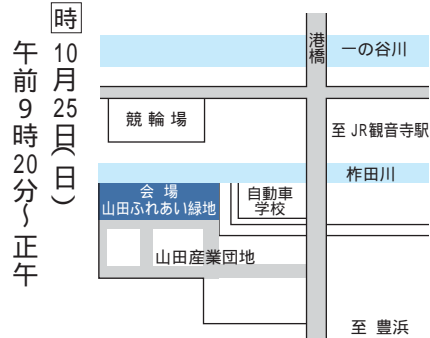 時 10月25日(日)
午前9時20分~正午
港橋
一の谷川
競輪場
至 JR観音寺駅
柞田川
会場
山田ふれあい緑地
自動車
学校
山田産業団地
至 豊浜